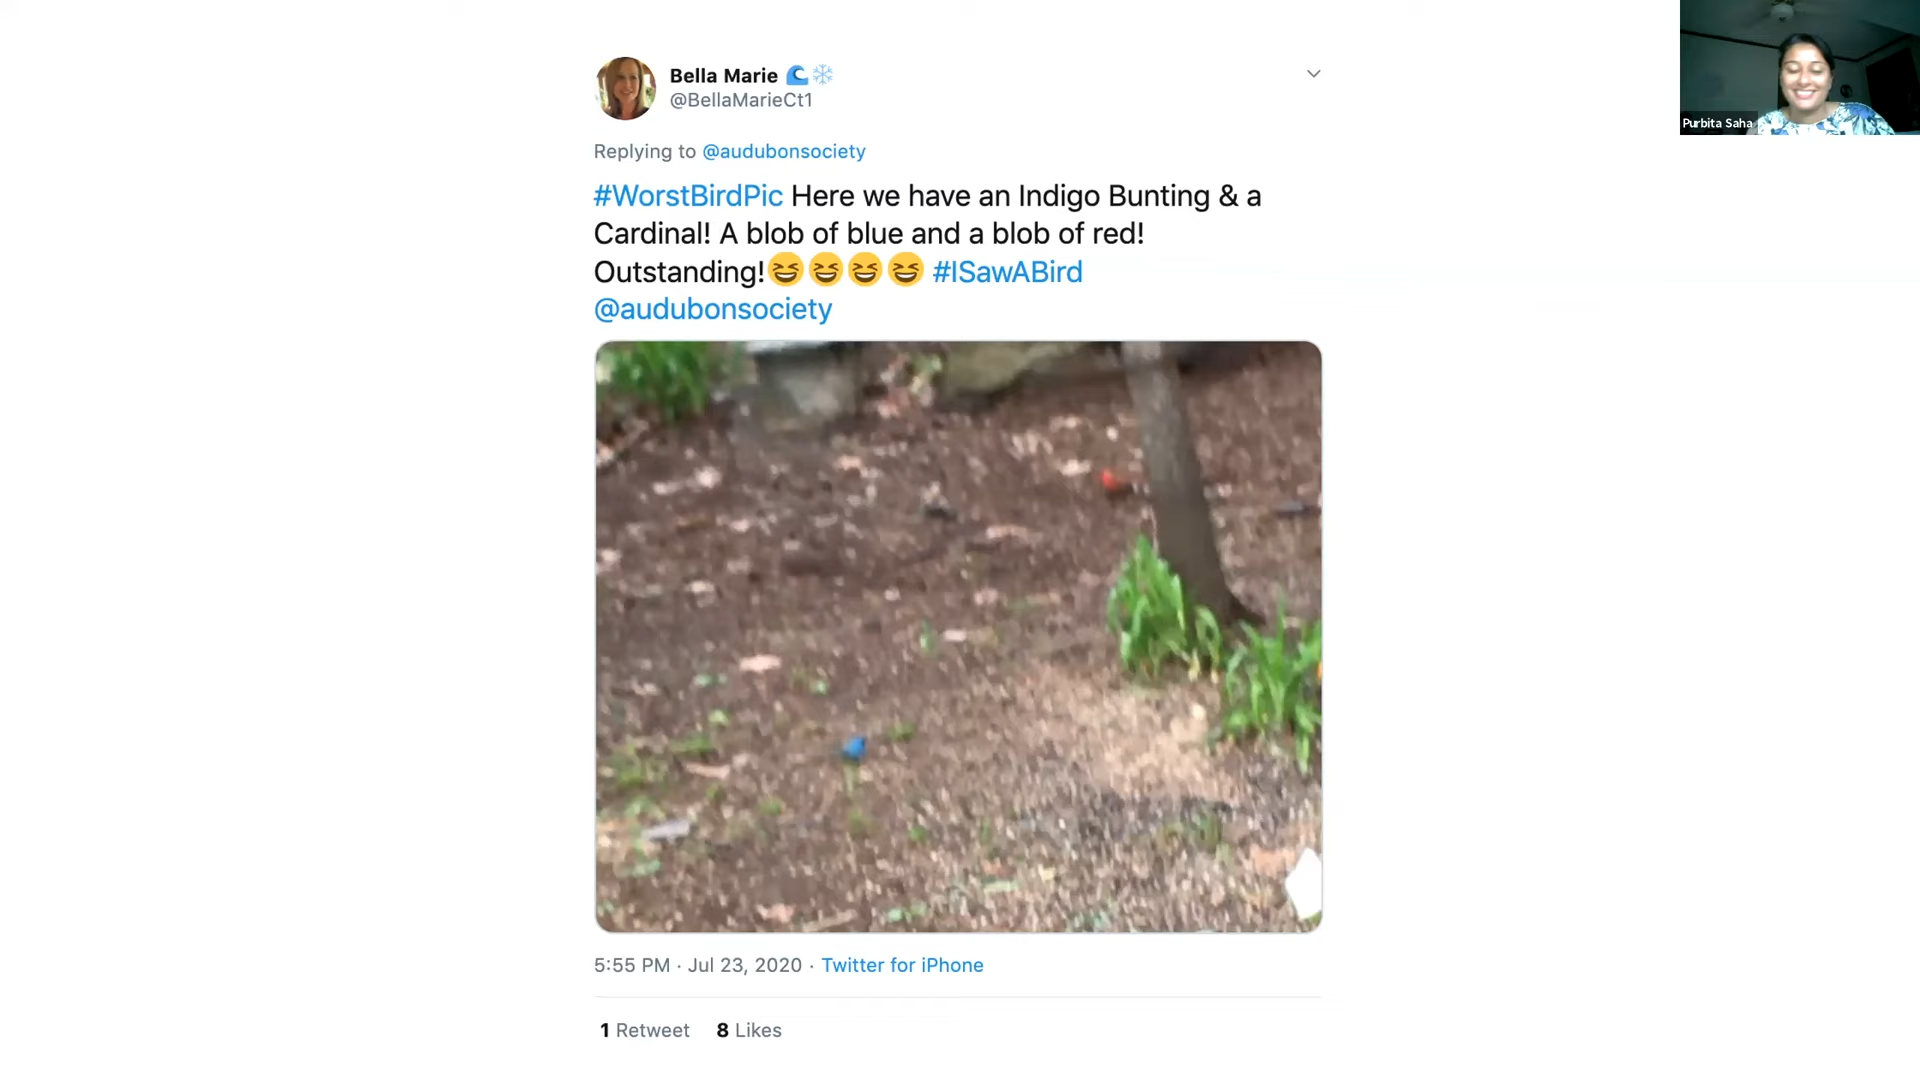 Bella Marie 🌊❄️
@BellaMarieCt1
Purbita Saha
Replying to @audubonsociety
#WorstBirdPic Here we have an Indigo Bunting & a
Cardinal! A blob of blue and a blob of red!
Outstanding!😆😆😆😆 #ISawABird
@audubonsociety
5:55 PM · Jul 23, 2020 · Twitter for iPhone
1 Retweet 8 Likes